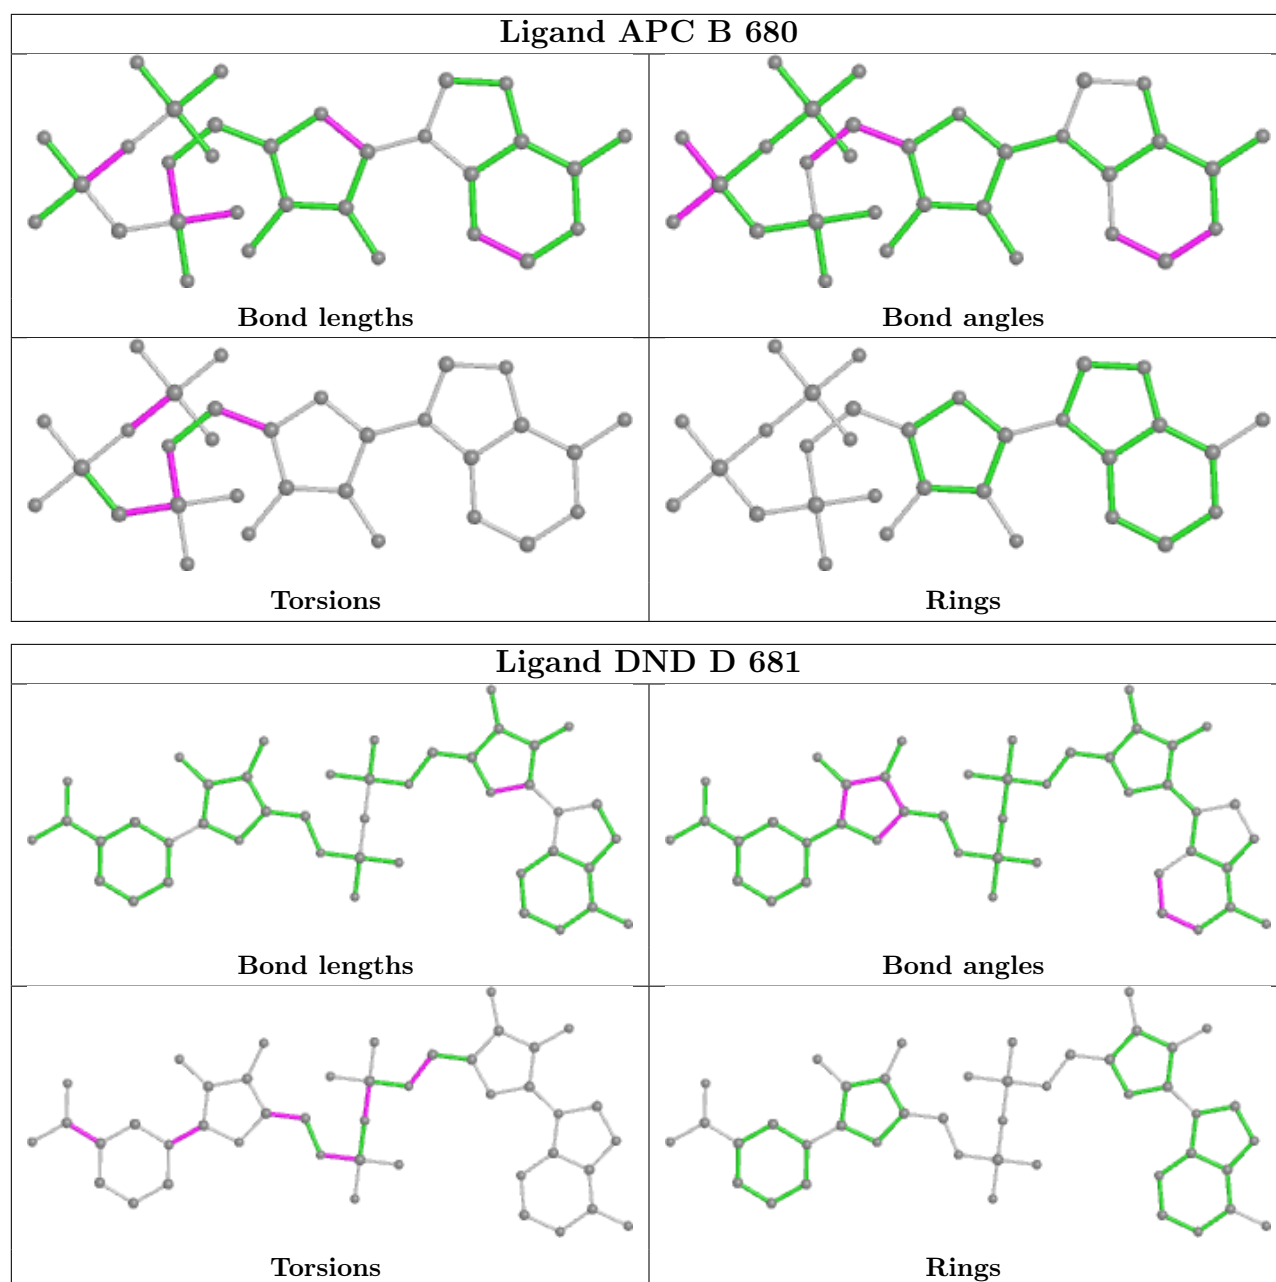 Ligand APC B 680
Bond lengths
Bond angles
Torsions
Rings
Ligand DND D 681
Bond lengths
Bond angles
Torsions
Rings